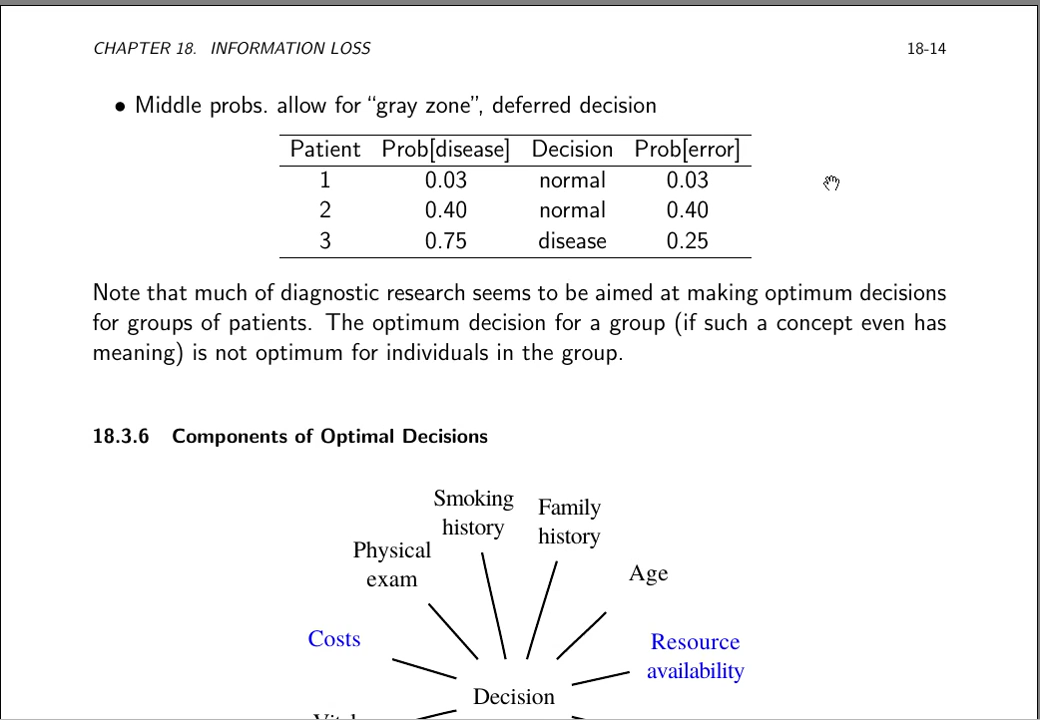 CHAPTER 18. INFORMATION LOSS 18-14
• Middle probs. allow for “gray zone”, deferred decision
Patient Prob[disease] Decision Prob[error]
1 0.03 normal 0.03
2 0.40 normal 0.40
3 0.75 disease 0.25
Note that much of diagnostic research seems to be aimed at making optimum decisions
for groups of patients. The optimum decision for a group (if such a concept even has
meaning) is not optimum for individuals in the group.
18.3.6 Components of Optimal Decisions
Smoking
history
Family
history
Physical
exam
Age
Costs
Resource
availability
Decision